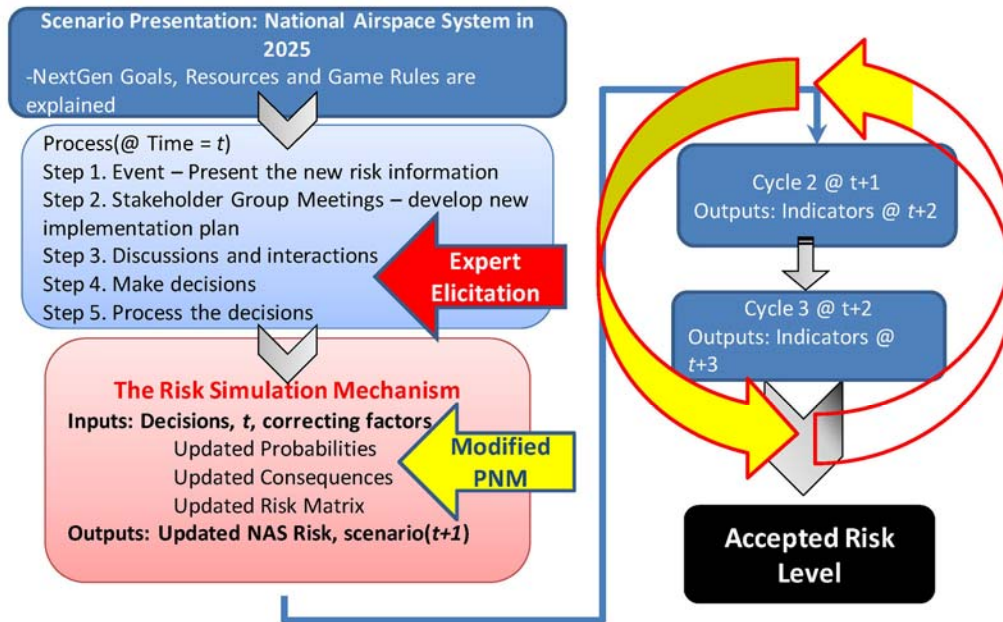 Scenario Presentation: National Airspace System in
2025
-NextGen Goals, Resources and Game Rules are
explained
Process(@ Time = t)
Step 1. Event – Present the new risk information
Step 2. Stakeholder Group Meetings – develop new
implementation plan
Step 3. Discussions and interactions
Step 4. Make decisions
Step 5. Process the decisions
Expert
Elicitation
The Risk Simulation Mechanism
Inputs: Decisions, t, correcting factors
Updated Probabilities
Updated Consequences
Updated Risk Matrix
Outputs: Updated NAS Risk, scenario(t+1)
Modified
PNM
Cycle 2 @ t+1
Outputs: Indicators @ t+2
Cycle 3 @ t+2
Outputs: Indicators @
t+3
Accepted Risk
Level